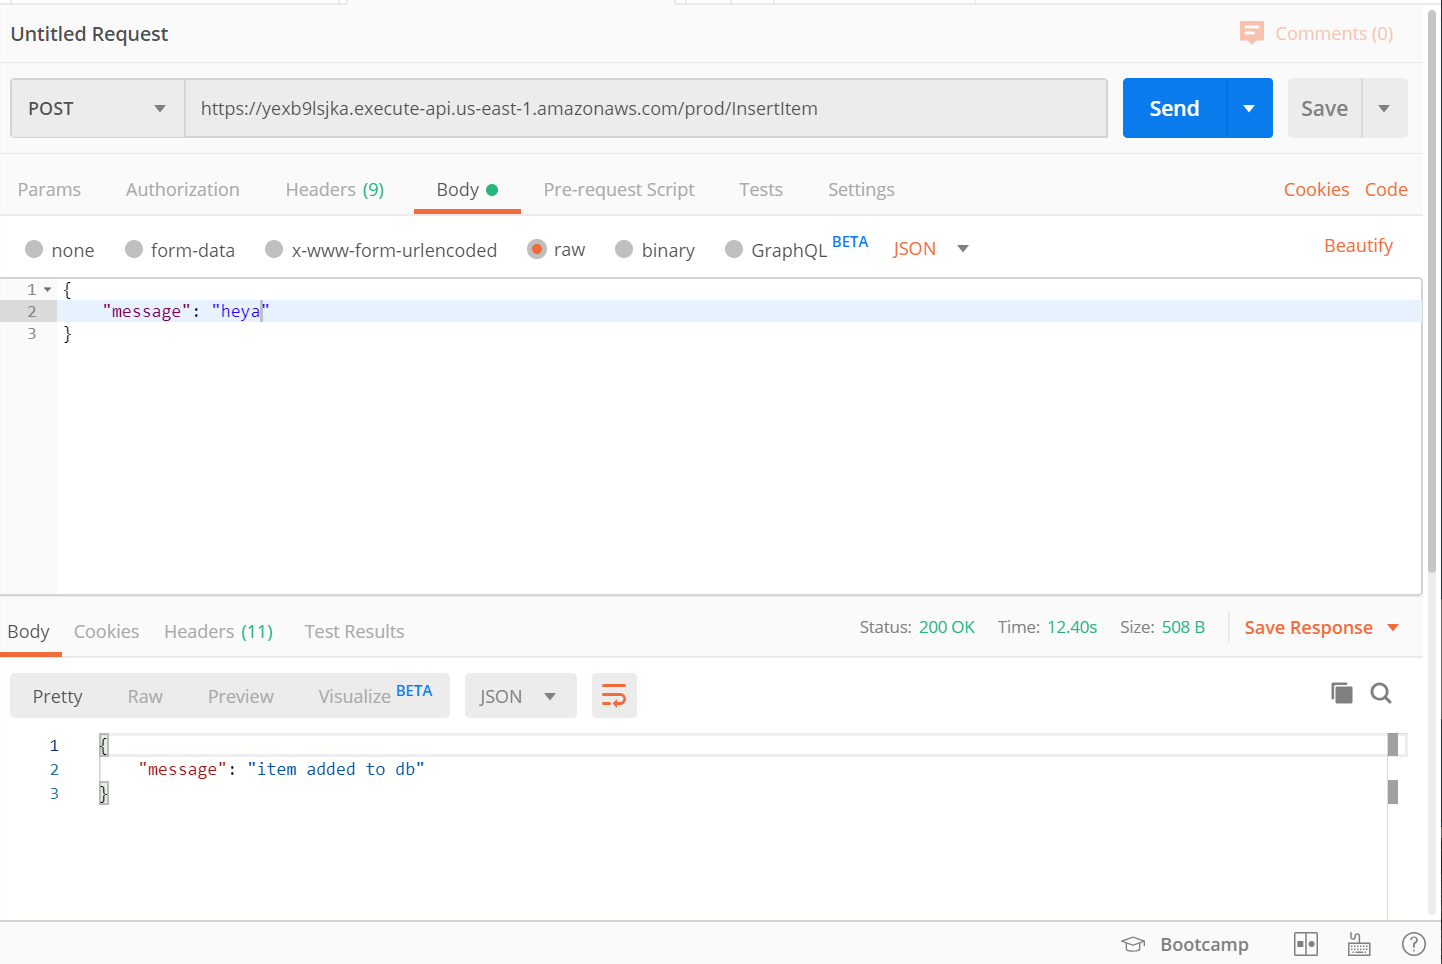 Untitled Request
Comments (0)
POST
https://yexb9lsjka.execute-api.us-east-1.amazonaws.com/prod/InsertItem
Send
Save
Params Authorization Headers (9) Body Pre-request Script Tests Settings Cookies Code
none form-data x-www-form-urlencoded raw binary GraphQL BETA JSON Beautify
1 {
2 "message": "heya"
3 }
Body Cookies Headers (11) Test Results Status: 200 OK Time: 12.40s Size: 508 B Save Response
Pretty Raw Preview Visualize BETA JSON
1 {
2 "message": "item added to db"
3 }
Bootcamp
?